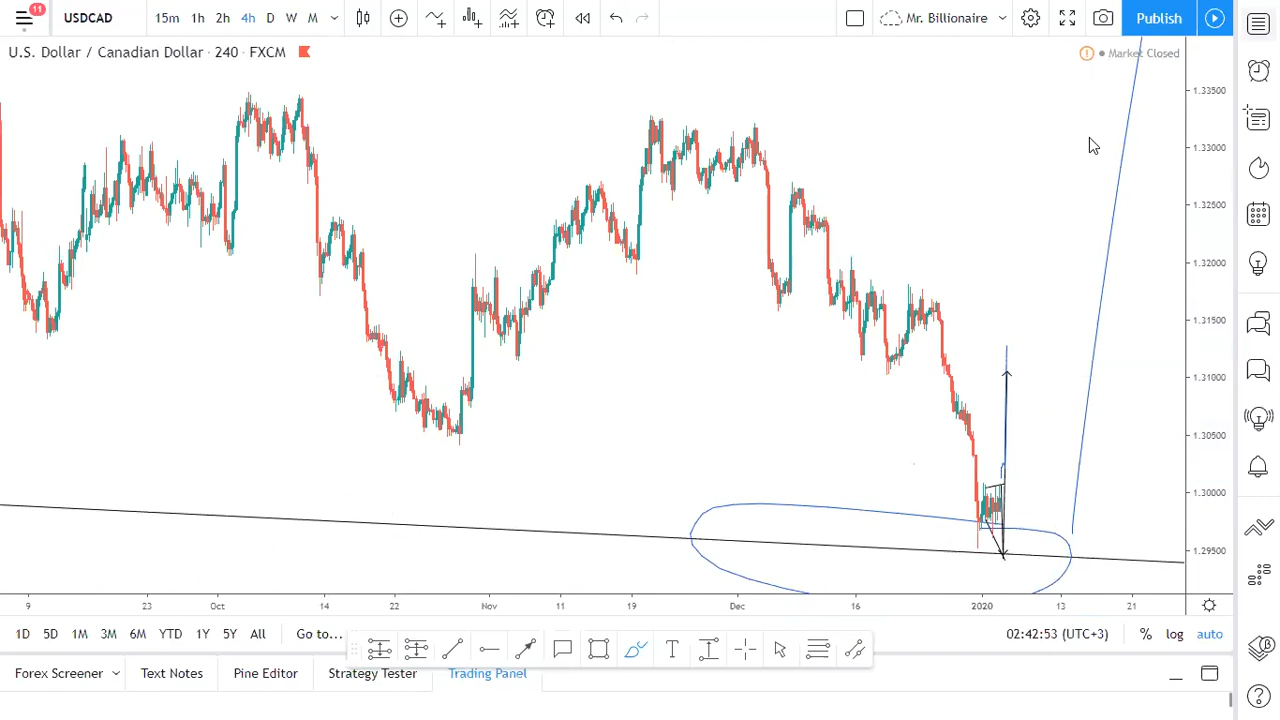 11
USDCAD
15m 1h 2h 4h D W M
Mr. Billionaire
Publish
U.S. Dollar / Canadian Dollar · 240 · FXCM
Market Closed
1.33500
1.33000
1.32500
1.32000
1.31500
1.31000
1.30500
1.30000
1.29500
9 23 Oct 14 22 Nov 11 19 Dec 16 2020 13 21
1D 5D 1M 3M 6M YTD 1Y 5Y All Go to... 02:42:53 (UTC+3) % log auto
Forex Screener Text Notes Pine Editor Strategy Tester Trading Panel